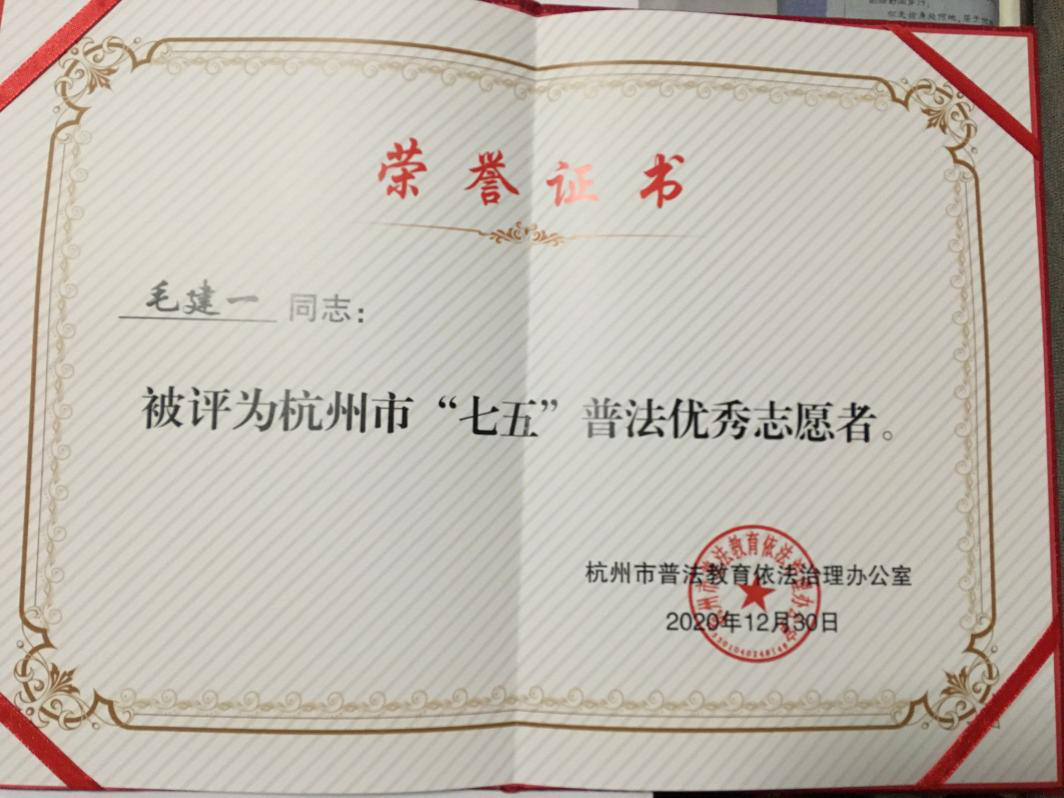 荣誉证书
毛建一 同志：
被评为杭州市“七五”普法优秀志愿者。
杭州市普法教育依法治理办公室
2020年12月30日